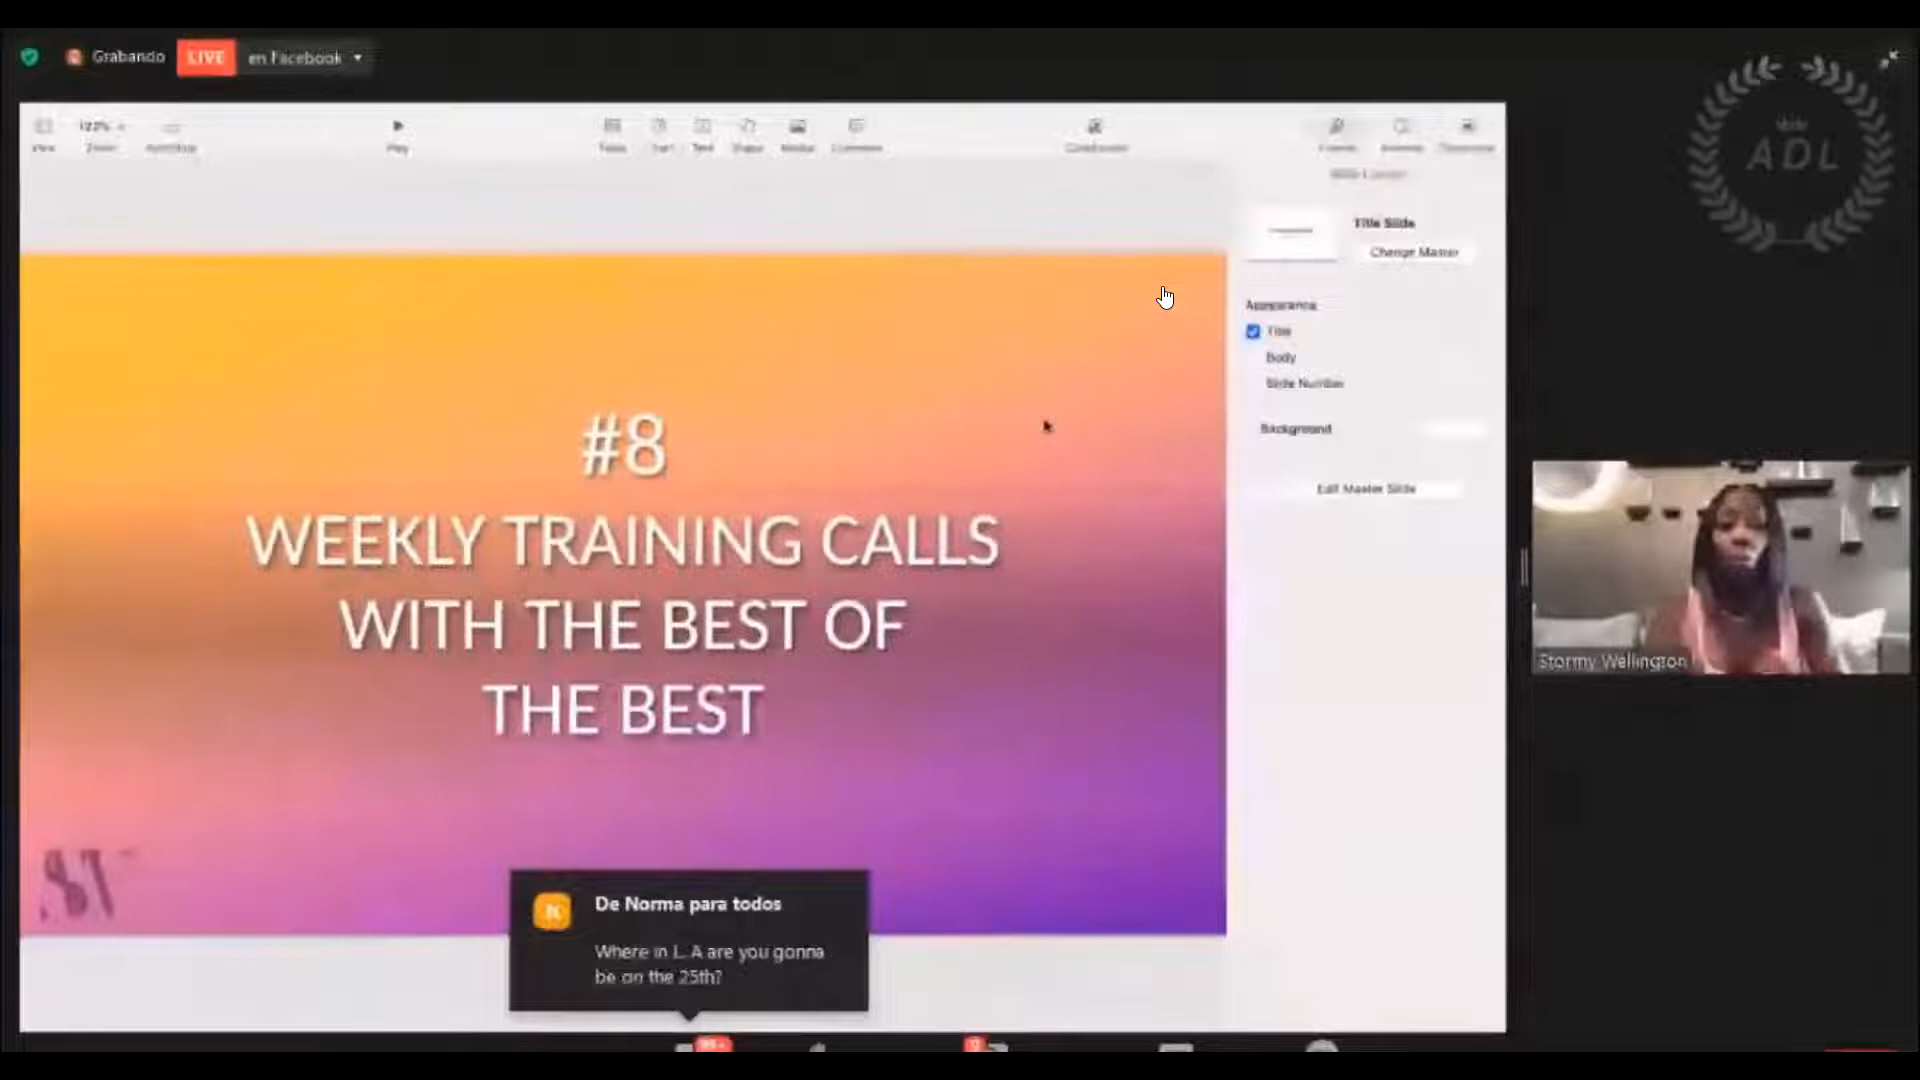 Grabando
LIVE
en Facebook
ADL
Play
Text
Title Slide
Change Master
Appearance
Title
Body
Slide Number
Background
Edit Master Slide
#8
WEEKLY TRAINING CALLS
WITH THE BEST OF
THE BEST
Stormy Wellington
De Norma para todos
Where in L.A are you gonna
be on the 25th?